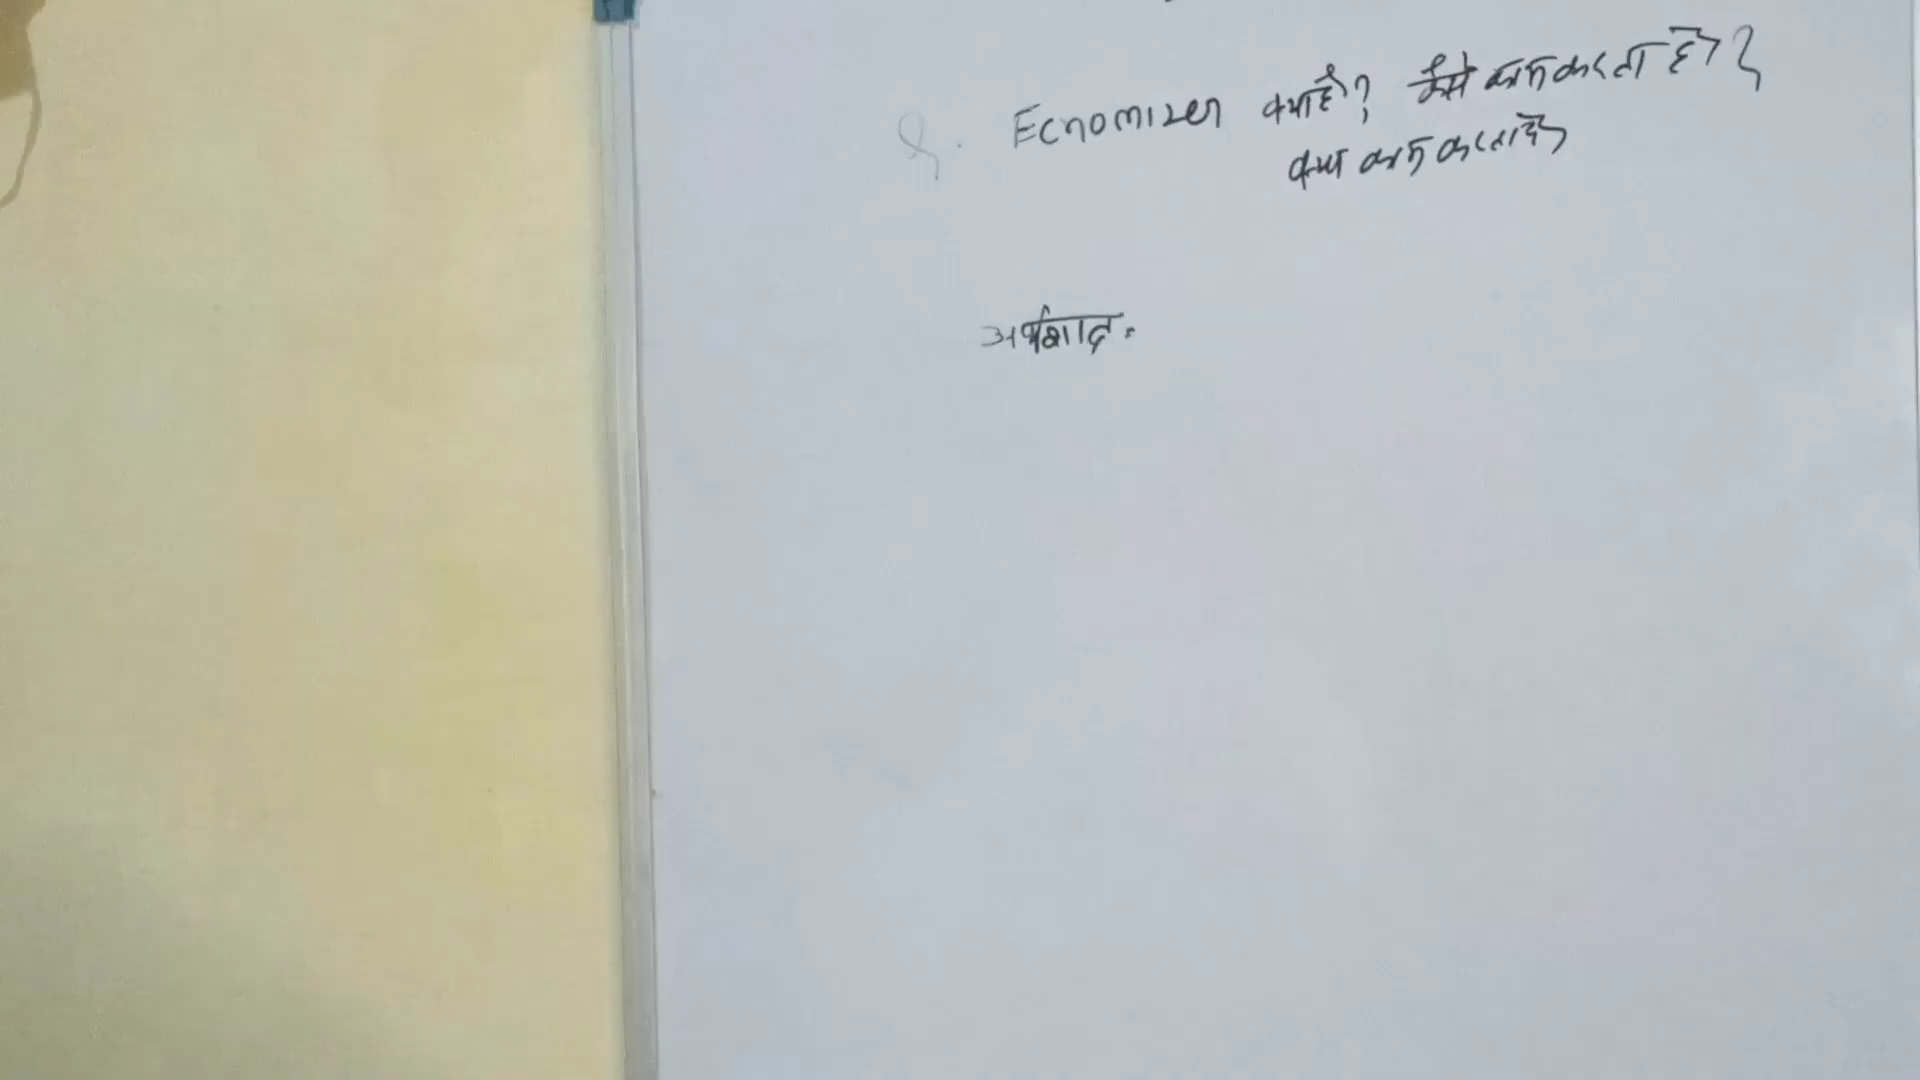 Q. Ecnomizer क्या है? कैसे काम करता है?
क्या काम करता है
अर्थशाद